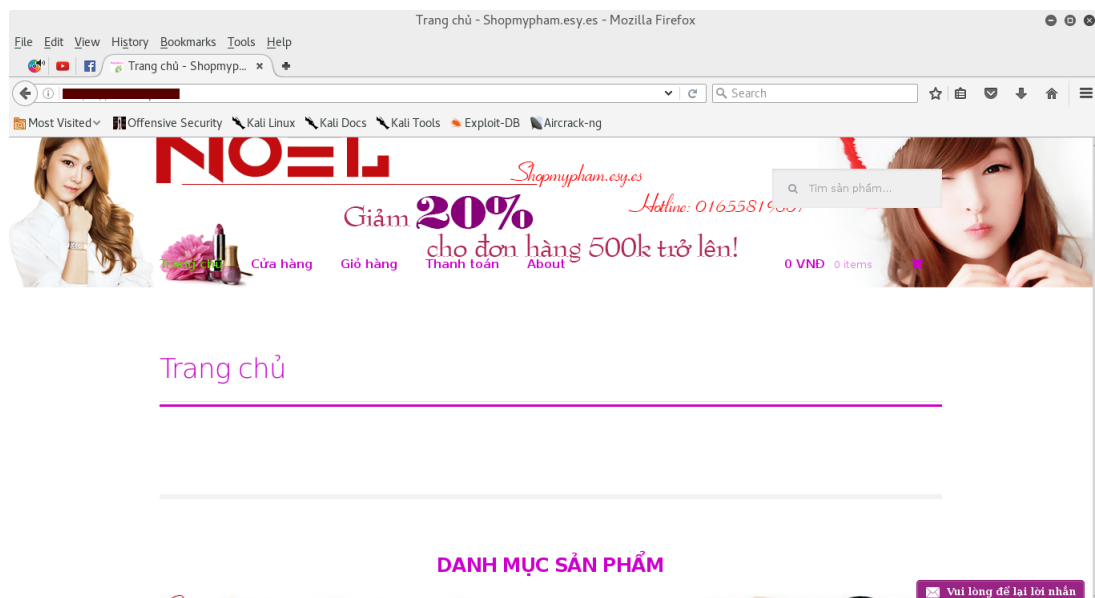 Trang chủ - Shopmypham.esy.es - Mozilla Firefox
File Edit View History Bookmarks Tools Help
Trang chủ - Shopmyp...
Search
Most Visited Offensive Security Kali Linux Kali Docs Kali Tools Exploit-DB Aircrack-ng
NOEL
Shopmypham.esy.es
Tìm sản phẩm...
Hotline:
Giảm 20%
cho đơn hàng 500k trở lên!
Trang chủ Cửa hàng Giỏ hàng Thanh toán About 0 VNĐ 0 items
Trang chủ
DANH MỤC SẢN PHẨM
Vui lòng để lại lời nhắn